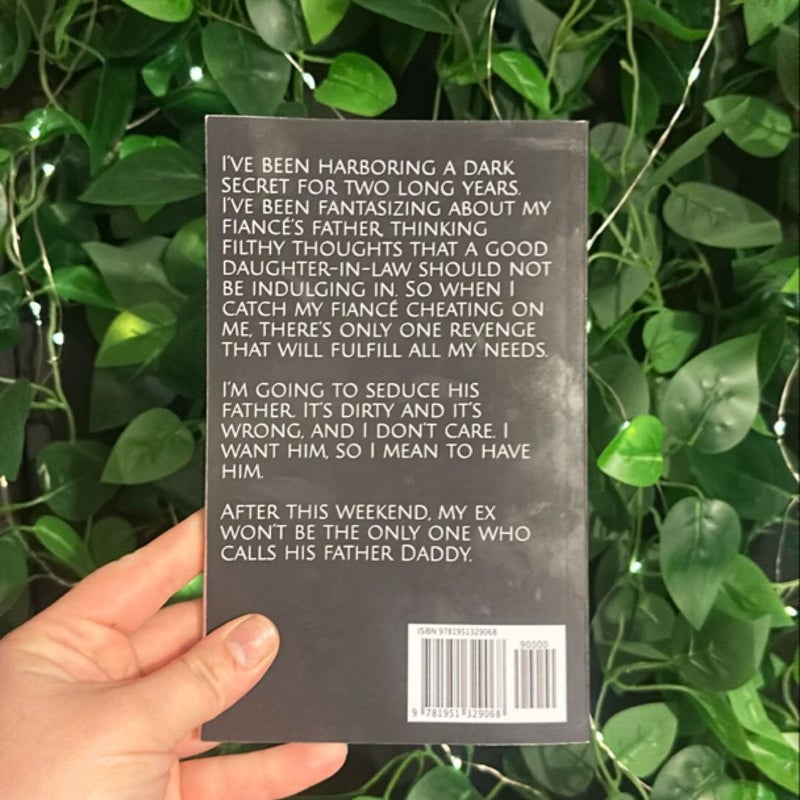 I'VE BEEN HARBORING A DARK
SECRET FOR TWO LONG YEARS.
I'VE BEEN FANTASIZING ABOUT MY
FIANCÉ'S FATHER THINKING
FILTHY THOUGHTS THAT A GOOD
DAUGHTER-IN-LAW SHOULD NOT
BE INDULGING IN. SO WHEN I
CATCH MY FIANCÉ CHEATING ON
ME, THERE'S ONLY ONE REVENGE
THAT WILL FULFILL ALL MY NEEDS.
I'M GOING TO SEDUCE HIS
FATHER. IT'S DIRTY AND IT'S
WRONG, AND I DON'T CARE. I
WANT HIM, SO I MEAN TO HAVE
HIM.
AFTER THIS WEEKEND, MY EX
WON'T BE THE ONLY ONE WHO
CALLS HIS FATHER DADDY.
ISBN 9781951329068
90000
9 781951 329068